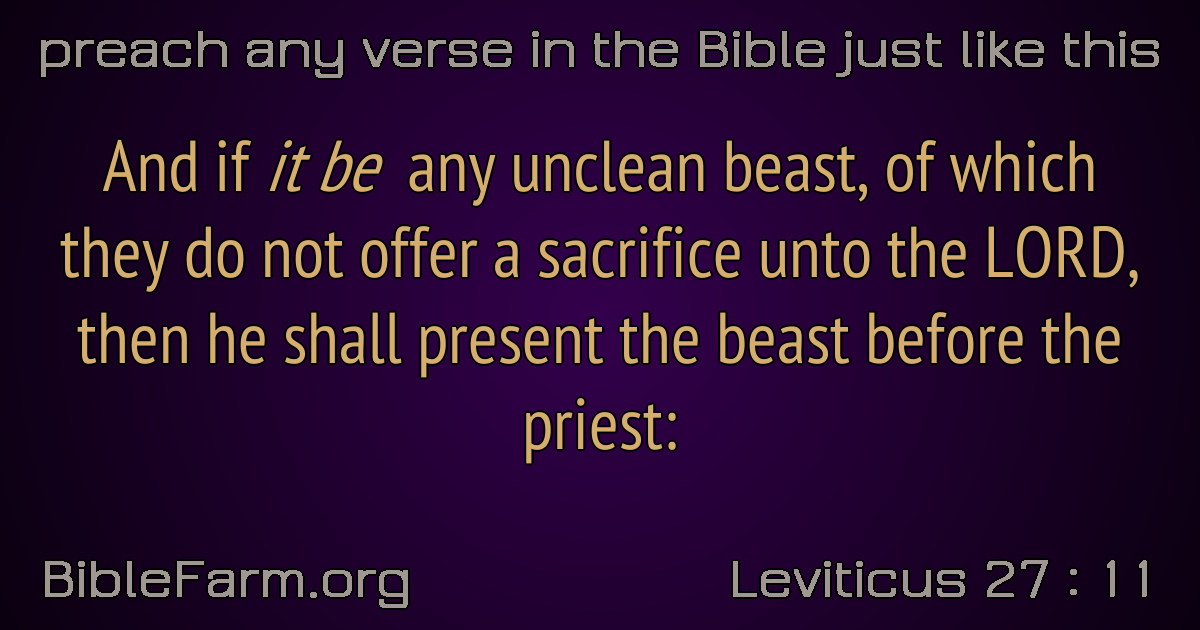 preach any verse in the Bible just like this
And if it be any unclean beast, of which
they do not offer a sacrifice unto the LORD,
then he shall present the beast before the
priest:
BibleFarm.org
Leviticus 27 : 11